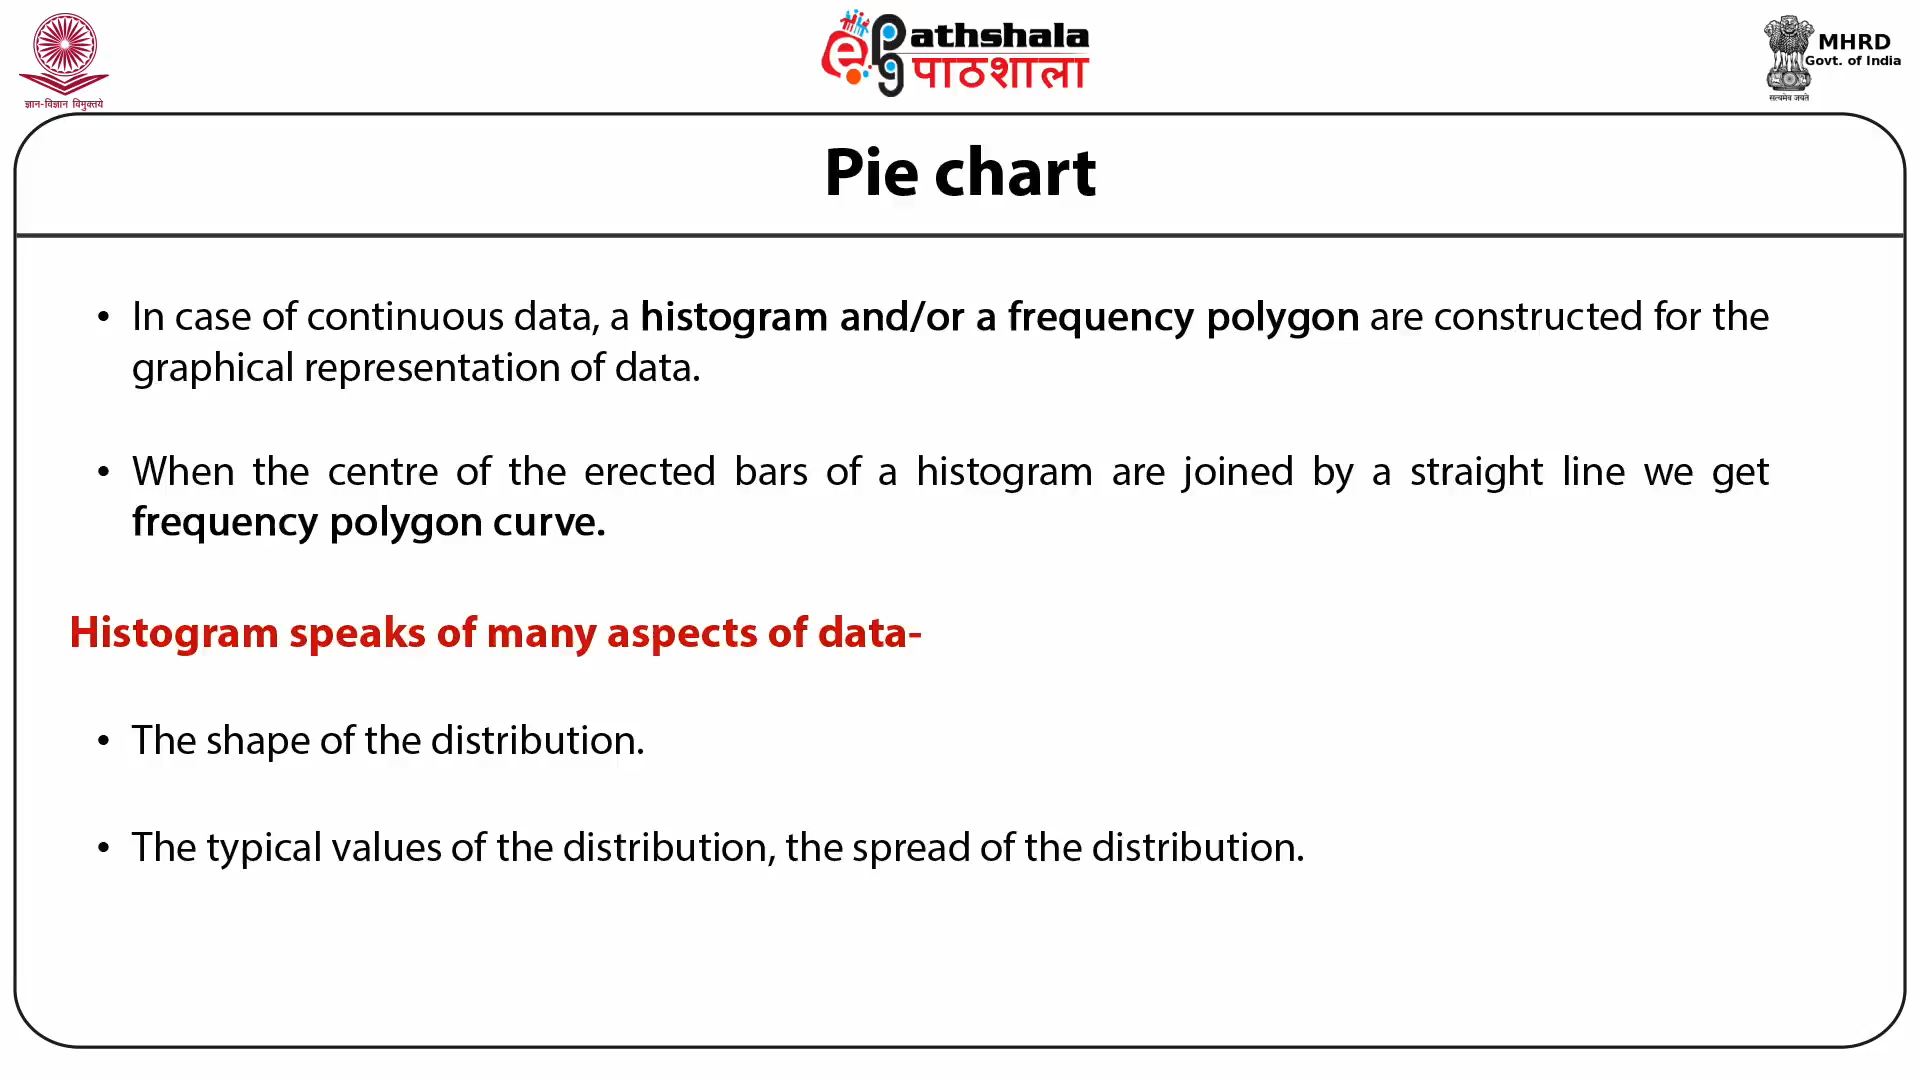 ज्ञान-विज्ञान विमुक्तये
e PG athshala
पाठशाला
MHRD
Govt. of India
सत्यमेव जयते
Pie chart
• In case of continuous data, a histogram and/or a frequency polygon are constructed for the
graphical representation of data.
• When the centre of the erected bars of a histogram are joined by a straight line we get
frequency polygon curve.
Histogram speaks of many aspects of data-
• The shape of the distribution.
• The typical values of the distribution, the spread of the distribution.